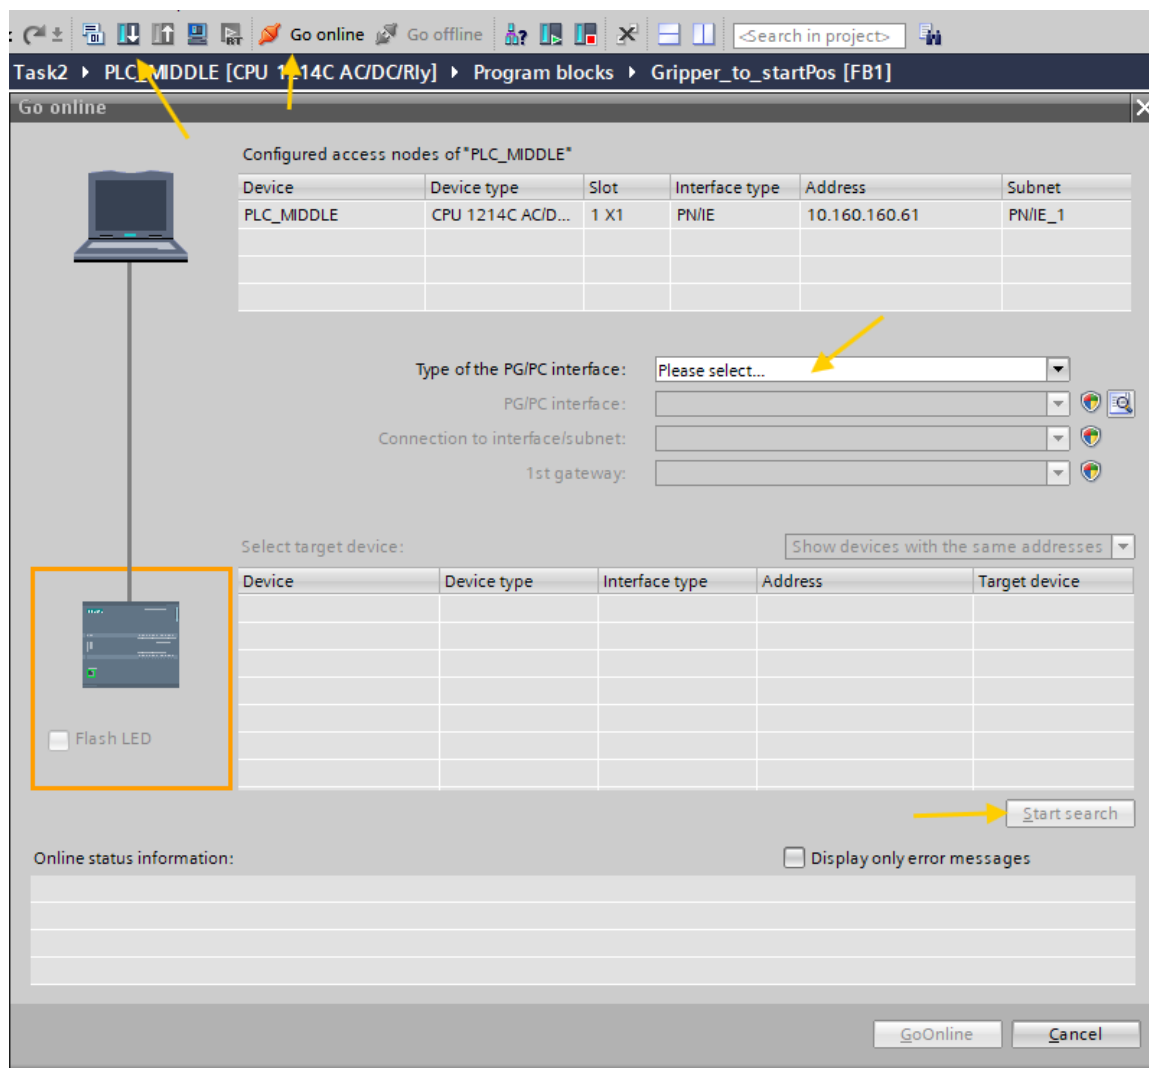 Go online Go offline <Search in project>
Task2 ▸ PLC_MIDDLE [CPU 1214C AC/DC/Rly] ▸ Program blocks ▸ Gripper_to_startPos [FB1]
Go online
Configured access nodes of "PLC_MIDDLE"
Device Device type Slot Interface type Address Subnet
PLC_MIDDLE CPU 1214C AC/D... 1 X1 PN/IE 10.160.160.61 PN/IE_1
Type of the PG/PC interface: Please select...
PG/PC interface:
Connection to interface/subnet:
1st gateway:
Select target device: Show devices with the same addresses
Device Device type Interface type Address Target device
Flash LED
Start search
Online status information: Display only error messages
GoOnline Cancel